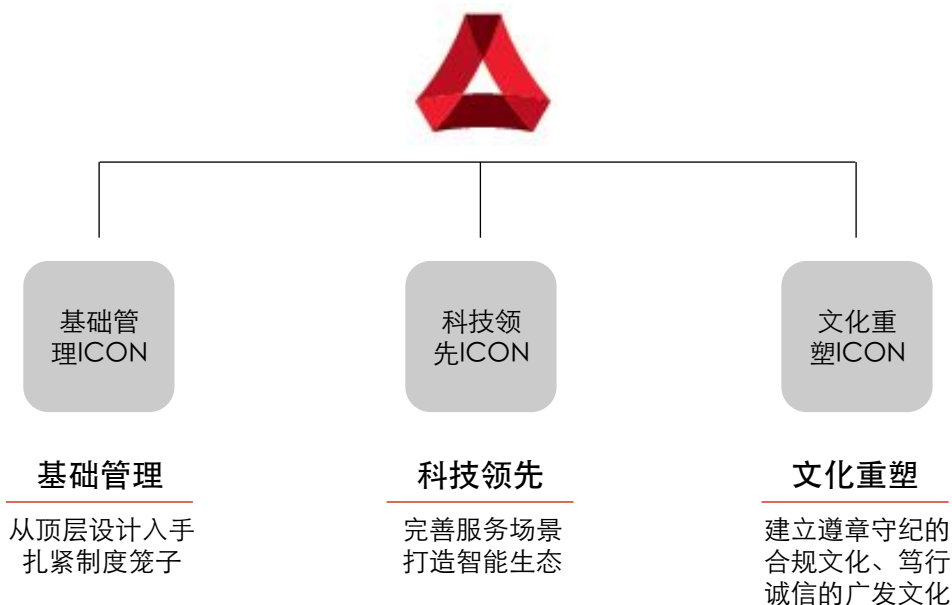 基础管
理ICON
科技领
先ICON
文化重
塑ICON
基础管理
科技领先
文化重塑
从顶层设计入手
扎紧制度笼子
完善服务场景
打造智能生态
建立遵章守纪的
合规文化、笃行
诚信的广发文化